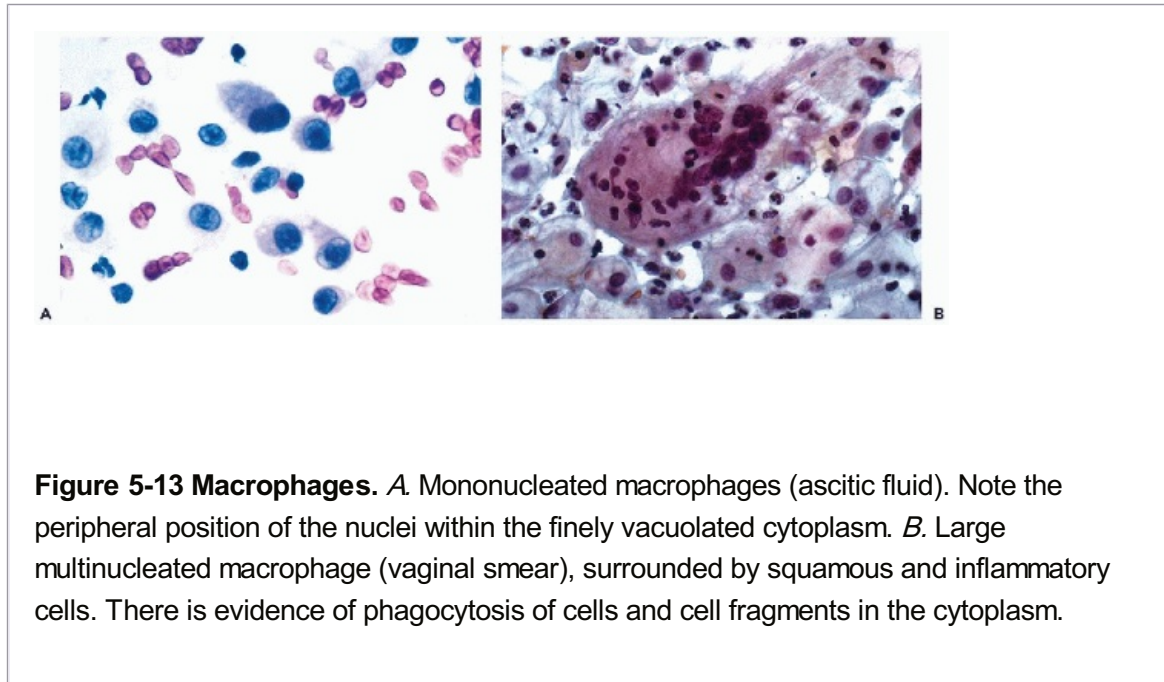 A
B
Figure 5-13 Macrophages. A. Mononucleated macrophages (ascitic fluid). Note the
peripheral position of the nuclei within the finely vacuolated cytoplasm. B. Large
multinucleated macrophage (vaginal smear), surrounded by squamous and inflammatory
cells. There is evidence of phagocytosis of cells and cell fragments in the cytoplasm.